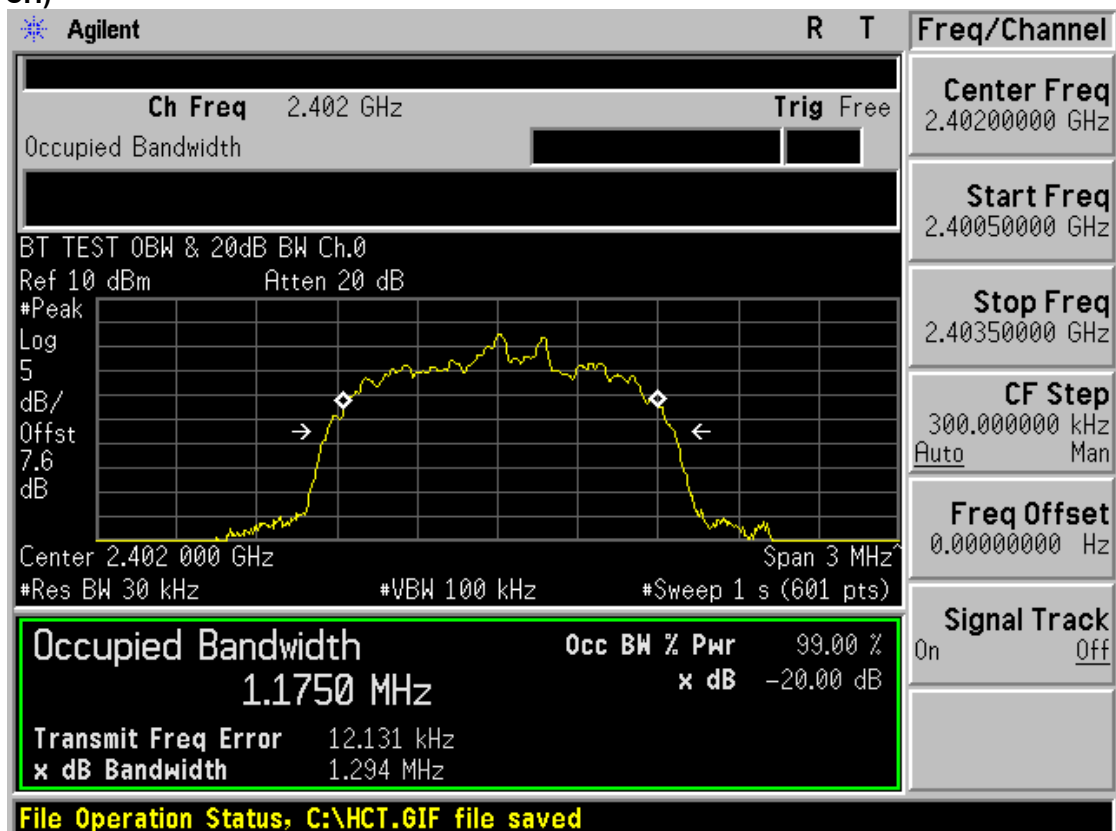 Agilent R T Freq/Channel
Ch Freq 2.402 GHz Trig Free
Occupied Bandwidth
Center Freq
2.40200000 GHz
Start Freq
2.40050000 GHz
Stop Freq
2.40350000 GHz
CF Step
300.000000 kHz
Auto Man
Freq Offset
0.00000000 Hz
Signal Track
On Off
BT TEST OBW & 20dB BW Ch.0
Ref 10 dBm Atten 20 dB
#Peak
Log
5
dB/
Offst
7.6
dB
Center 2.402 000 GHz Span 3 MHz^
#Res BW 30 kHz #VBW 100 kHz #Sweep 1 s (601 pts)
Occupied Bandwidth Occ BW % Pwr 99.00 %
1.1750 MHz x dB -20.00 dB
Transmit Freq Error 12.131 kHz
x dB Bandwidth 1.294 MHz
File Operation Status, C:\HCT.GIF file saved